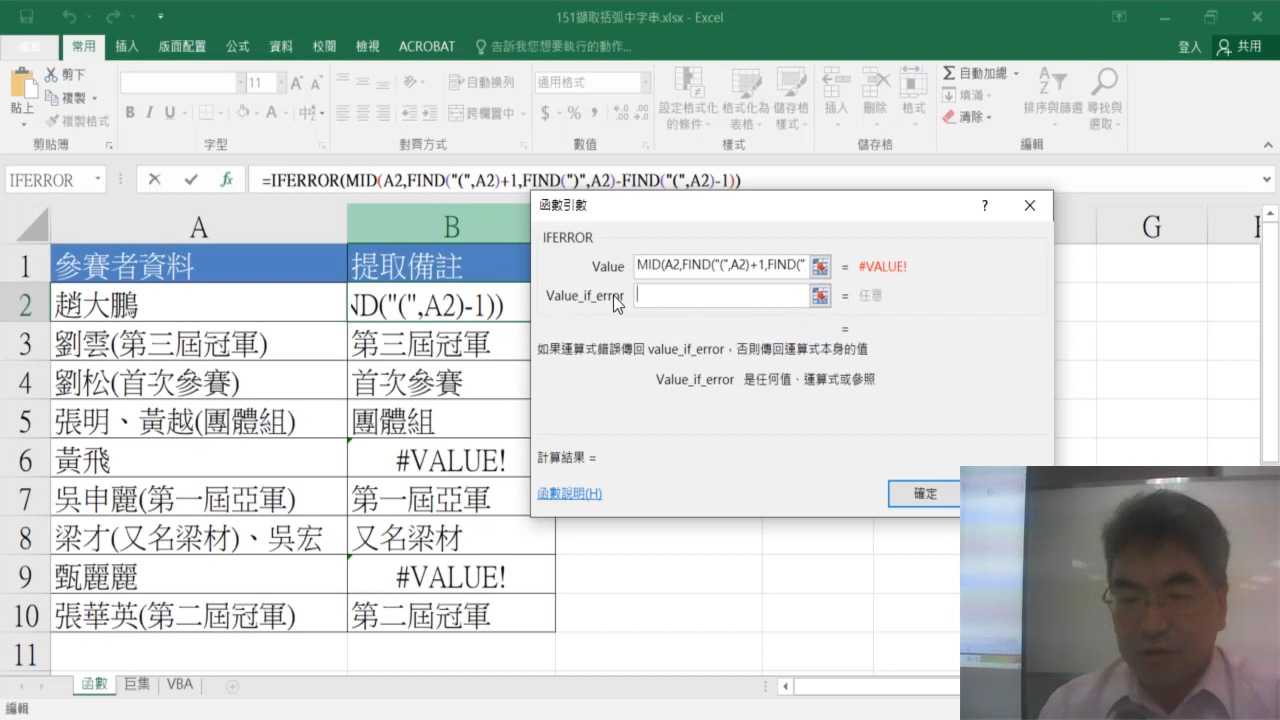 151擷取括弧中字串.xlsx - Excel
常用 插入 版面配置 公式 資料 校閱 檢視 ACROBAT 告訴我您想要執行的動作... 登入 共用
貼上 剪下 複製 複製格式
11
自動換列 跨欄置中
通用格式
設定格式化的條件 格式化為表格 儲存格樣式
插入 刪除 格式
自動加總 填滿 清除
排序與篩選 尋找與選取
剪貼簿 字型 對齊方式 數值 樣式 儲存格 編輯
IFERROR =IFERROR(MID(A2,FIND("(",A2)+1,FIND(")",A2)-FIND("(",A2)-1))
A B G
1 參賽者資料 提取備註
2 趙大鵬 ND("(",A2)-1))
3 劉雲(第三屆冠軍) 第三屆冠軍
4 劉松(首次參賽) 首次參賽
5 張明、黃越(團體組) 團體組
6 黃飛 #VALUE!
7 吳申麗(第一屆亞軍) 第一屆亞軍
8 梁才(又名梁材)、吳宏 又名梁材
9 甄麗麗 #VALUE!
10 張華英(第二屆冠軍) 第二屆冠軍
11
函數引數 ?
IFERROR
Value MID(A2,FIND("(",A2)+1,FIND(" = #VALUE!
Value_if_error = 任意
=
如果運算式錯誤傳回 value_if_error，否則傳回運算式本身的值
Value_if_error 是任何值、運算式或參照
計算結果 =
函數說明(H) 確定
函數 巨集 VBA
編輯